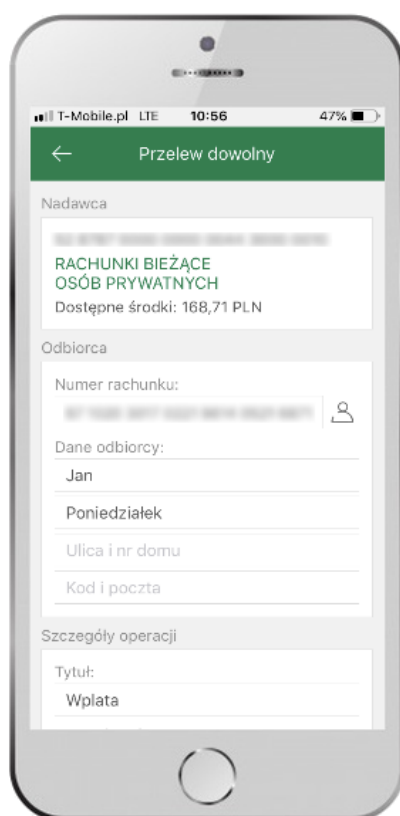 T-Mobile.pl LTE 10:56 47%
Przelew dowolny
Nadawca
RACHUNKI BIEŻĄCE
OSÓB PRYWATNYCH
Dostępne środki: 168,71 PLN
Odbiorca
Numer rachunku:
Dane odbiorcy:
Jan
Poniedziałek
Ulica i nr domu
Kod i poczta
Szczegóły operacji
Tytuł:
Wplata